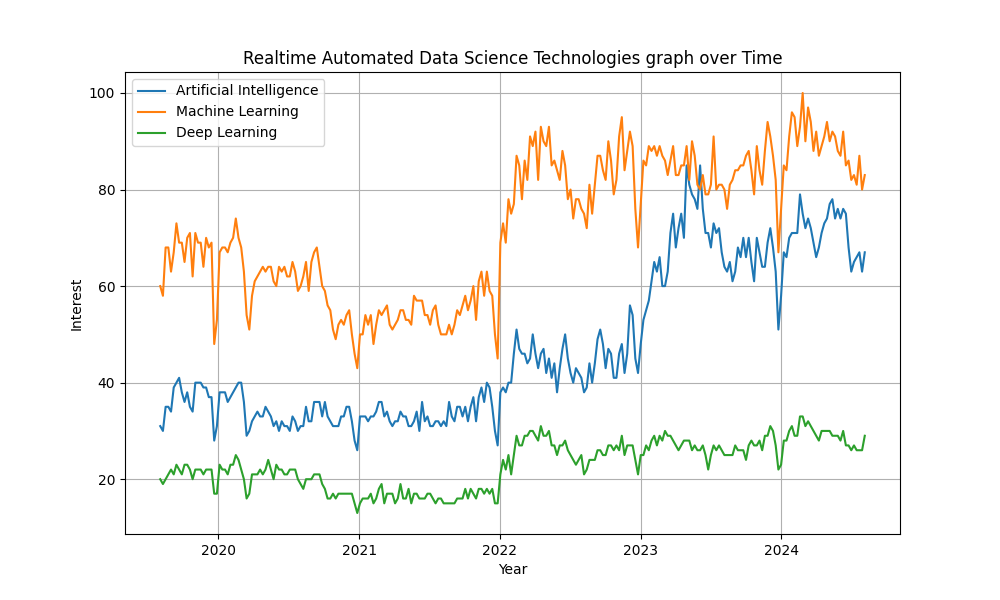 Realtime Automated Data Science Technologies graph over Time
Artificial Intelligence
Machine Learning
Deep Learning
100
80
60
40
20
Interest
2020 2021 2022 2023 2024
Year